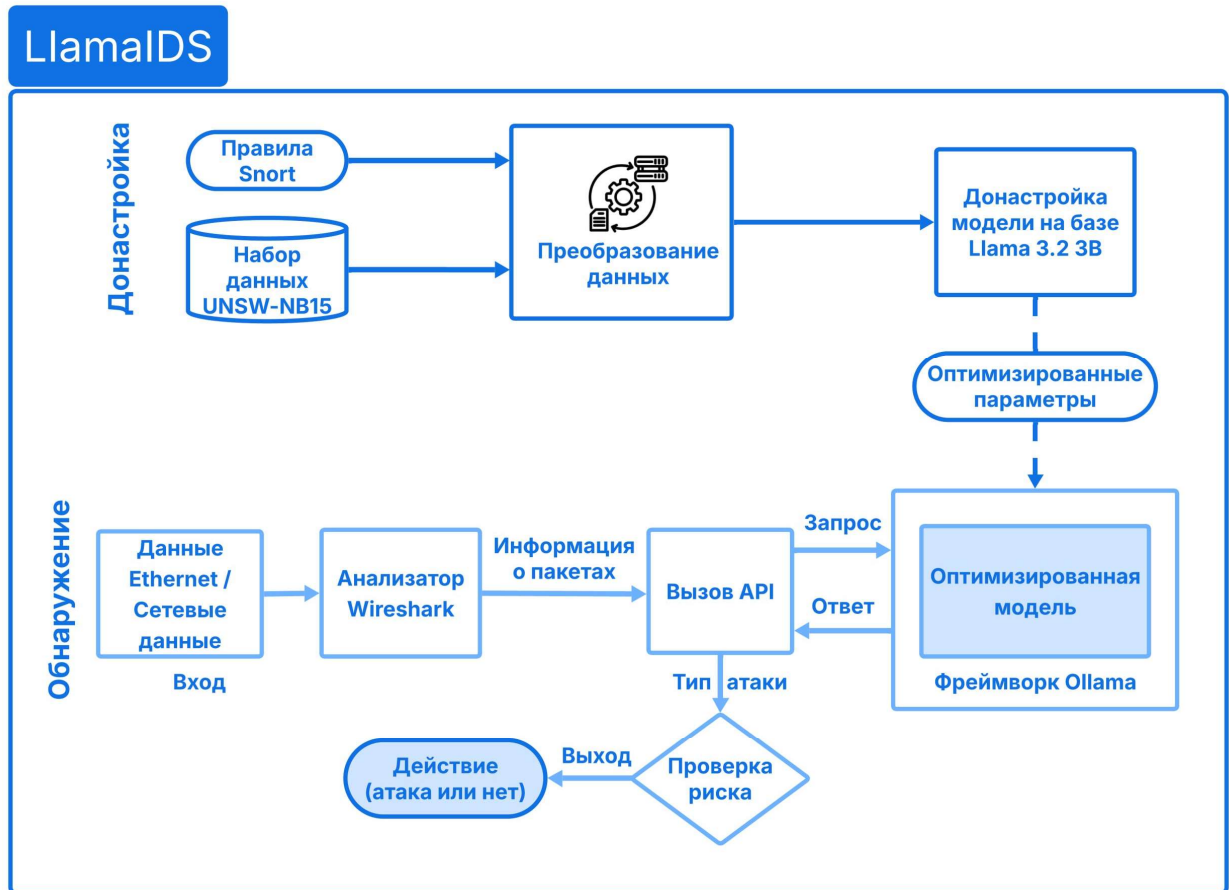 LlamaIDS
Донастройка
Правила
Snort
Набор
данных
UNSW-NB15
Преобразование
данных
Донастройка
модели на базе
Llama 3.2 3B
Оптимизированные
параметры
Обнаружение
Данные
Ethernet /
Сетевые
данные
Вход
Анализатор
Wireshark
Информация
о пакетах
Вызов API
Запрос
Ответ
Оптимизированная
модель
Фреймворк Ollama
Тип атаки
Проверка
риска
Выход
Действие
(атака или нет)